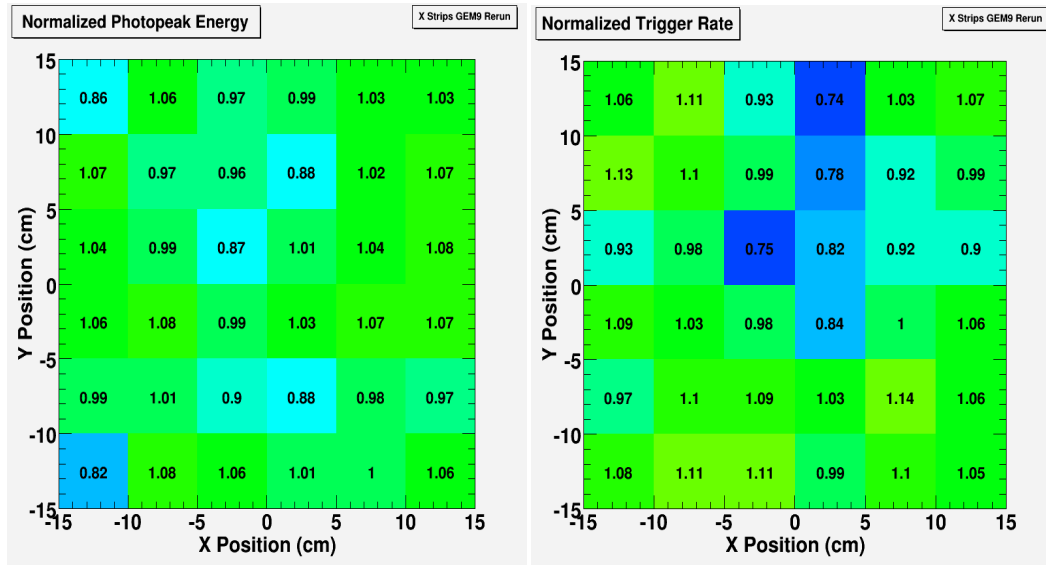 Normalized Photopeak Energy
X Strips GEM9 Rerun
15
0.86 1.06 0.97 0.99 1.03 1.03
10
1.07 0.97 0.96 0.88 1.02 1.07
5
1.04 0.99 0.87 1.01 1.04 1.08
0
1.06 1.08 0.99 1.03 1.07 1.07
-5
0.99 1.01 0.9 0.88 0.98 0.97
-10
0.82 1.08 1.06 1.01 1 1.06
-15
-15 -10 -5 0 5 10 15
Y Position (cm)
X Position (cm)
Normalized Trigger Rate
X Strips GEM9 Rerun
15
1.06 1.11 0.93 0.74 1.03 1.07
10
1.13 1.1 0.99 0.78 0.92 0.99
5
0.93 0.98 0.75 0.82 0.92 0.9
0
1.09 1.03 0.98 0.84 1 1.06
-5
0.97 1.1 1.09 1.03 1.14 1.06
-10
1.08 1.11 1.11 0.99 1.1 1.05
-15
-15 -10 -5 0 5 10 15
Y Position (cm)
X Position (cm)